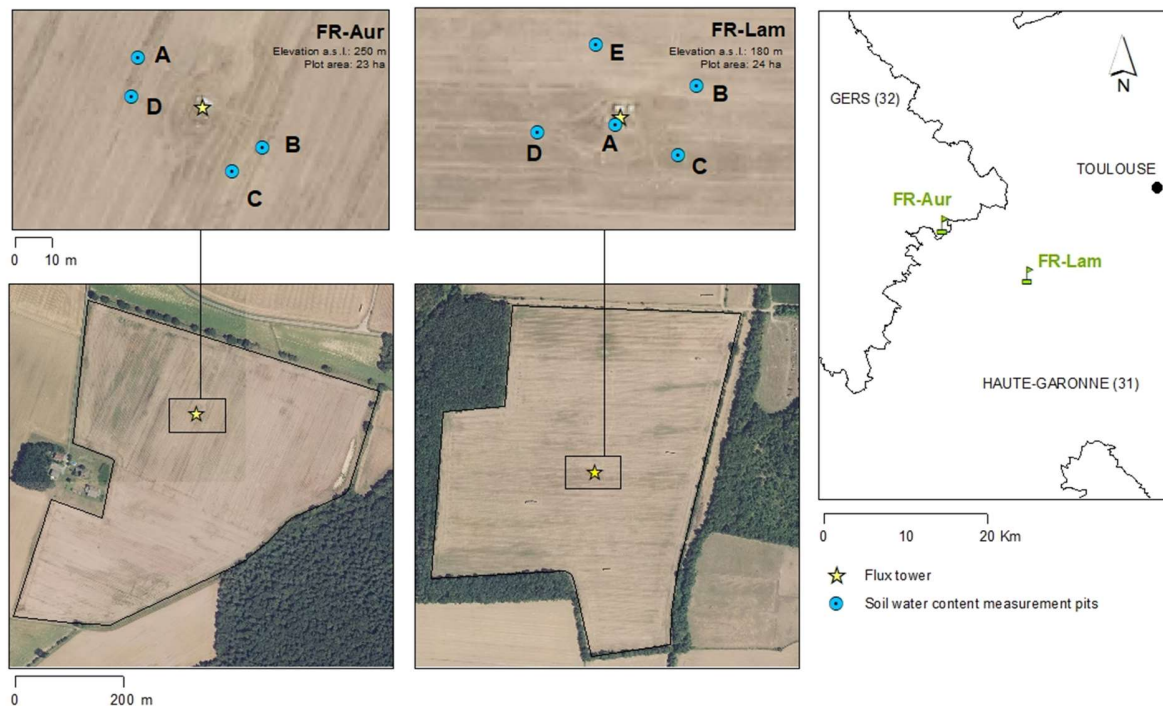 FR-Aur
Elevation a.s.l.: 250 m
Plot area: 23 ha
A
D
B
C
0 10 m
FR-Lam
Elevation a.s.l.: 180 m
Plot area: 24 ha
E
B
A
D
C
N
GERS (32)
TOULOUSE
FR-Aur
FR-Lam
HAUTE-GARONNE (31)
0 10 20 Km
Flux tower
Soil water content measurement pits
0 200 m